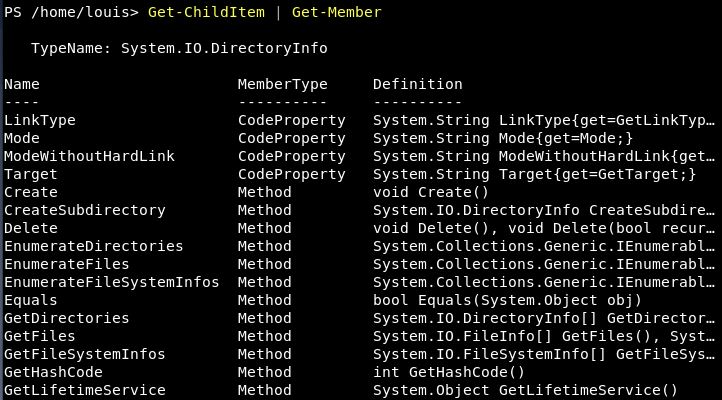 PS /home/louis> Get-ChildItem | Get-Member
TypeName: System.IO.DirectoryInfo
Name MemberType Definition
---- ---------- ----------
LinkType CodeProperty System.String LinkType{get=GetLinkTyp…
Mode CodeProperty System.String Mode{get=Mode;}
ModeWithoutHardLink CodeProperty System.String ModeWithoutHardLink{get…
Target CodeProperty System.String Target{get=GetTarget;}
Create Method void Create()
CreateSubdirectory Method System.IO.DirectoryInfo CreateSubdire…
Delete Method void Delete(), void Delete(bool recur…
EnumerateDirectories Method System.Collections.Generic.IEnumerabl…
EnumerateFiles Method System.Collections.Generic.IEnumerabl…
EnumerateFileSystemInfos Method System.Collections.Generic.IEnumerabl…
Equals Method bool Equals(System.Object obj)
GetDirectories Method System.IO.DirectoryInfo[] GetDirector…
GetFiles Method System.IO.FileInfo[] GetFiles(), Syst…
GetFileSystemInfos Method System.IO.FileSystemInfo[] GetFileSys…
GetHashCode Method int GetHashCode()
GetLifetimeService Method System.Object GetLifetimeService()